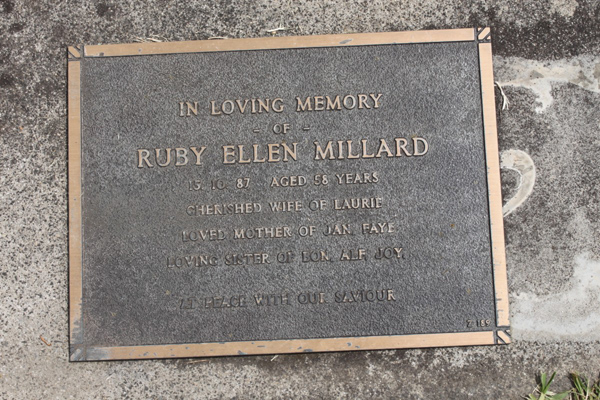 IN LOVING MEMORY
- OF -
RUBY ELLEN MILLARD
15. 10. 87 AGED 58 YEARS
CHERISHED WIFE OF LAURIE
LOVED MOTHER OF JAN, FAYE
LOVING SISTER OF LON, ALF, JOY,
AT PEACE WITH OUR SAVIOUR